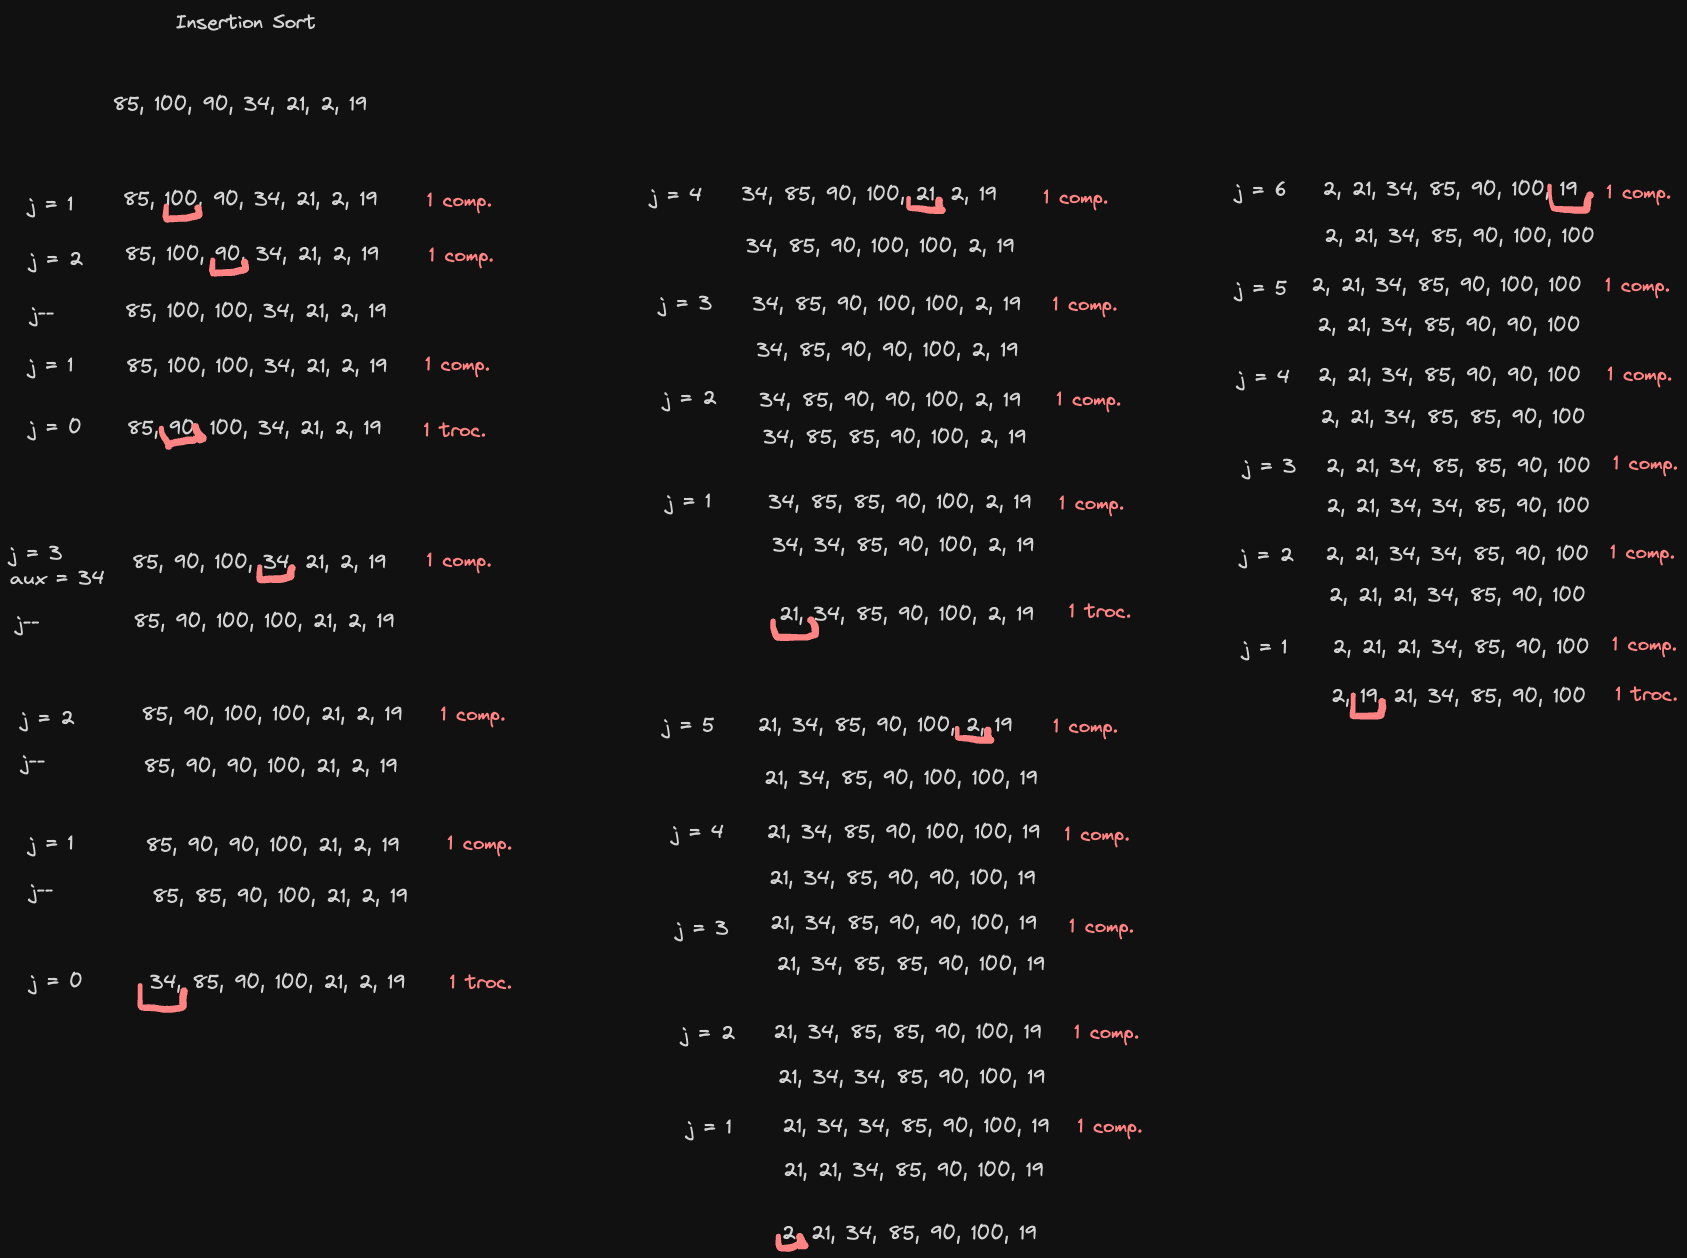 Insertion Sort
85, 100, 90, 34, 21, 2, 19
j = 1 85, 100, 90, 34, 21, 2, 19 1 comp.
j = 2 85, 100, 90, 34, 21, 2, 19 1 comp.
j-- 85, 100, 100, 34, 21, 2, 19
j = 1 85, 100, 100, 34, 21, 2, 19 1 comp.
j = 0 85, 90, 100, 34, 21, 2, 19 1 troc.
j = 3
aux = 34
85, 90, 100, 34, 21, 2, 19 1 comp.
j-- 85, 90, 100, 100, 21, 2, 19
j = 2 85, 90, 100, 100, 21, 2, 19 1 comp.
j-- 85, 90, 90, 100, 21, 2, 19
j = 1 85, 90, 90, 100, 21, 2, 19 1 comp.
j-- 85, 85, 90, 100, 21, 2, 19
j = 0 34, 85, 90, 100, 21, 2, 19 1 troc.
j = 4 34, 85, 90, 100, 21, 2, 19 1 comp.
34, 85, 90, 100, 100, 2, 19
j = 3 34, 85, 90, 100, 100, 2, 19 1 comp.
34, 85, 90, 90, 100, 2, 19
j = 2 34, 85, 90, 90, 100, 2, 19 1 comp.
34, 85, 85, 90, 100, 2, 19
j = 1 34, 85, 85, 90, 100, 2, 19 1 comp.
34, 34, 85, 90, 100, 2, 19
21, 34, 85, 90, 100, 2, 19 1 troc.
j = 5 21, 34, 85, 90, 100, 2, 19 1 comp.
21, 34, 85, 90, 100, 100, 19
j = 4 21, 34, 85, 90, 100, 100, 19 1 comp.
21, 34, 85, 90, 90, 100, 19
j = 3 21, 34, 85, 90, 90, 100, 19 1 comp.
21, 34, 85, 85, 90, 100, 19
j = 2 21, 34, 85, 85, 90, 100, 19 1 comp.
21, 34, 34, 85, 90, 100, 19
j = 1 21, 34, 34, 85, 90, 100, 19 1 comp.
21, 21, 34, 85, 90, 100, 19
2, 21, 34, 85, 90, 100, 19
j = 6 2, 21, 34, 85, 90, 100, 19 1 comp.
2, 21, 34, 85, 90, 100, 100
j = 5 2, 21, 34, 85, 90, 100, 100 1 comp.
2, 21, 34, 85, 90, 90, 100
j = 4 2, 21, 34, 85, 90, 90, 100 1 comp.
2, 21, 34, 85, 85, 90, 100
j = 3 2, 21, 34, 85, 85, 90, 100 1 comp.
2, 21, 34, 34, 85, 90, 100
j = 2 2, 21, 34, 34, 85, 90, 100 1 comp.
2, 21, 21, 34, 85, 90, 100
j = 1 2, 21, 21, 34, 85, 90, 100 1 comp.
2, 19, 21, 34, 85, 90, 100 1 troc.